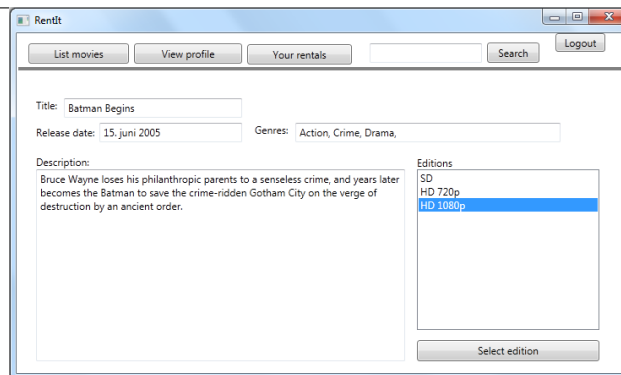 RentIt
List movies View profile Your rentals Search Logout
Title: Batman Begins
Release date: 15. juni 2005 Genres: Action, Crime, Drama,
Description: Editions
Bruce Wayne loses his philanthropic parents to a senseless crime, and years later
becomes the Batman to save the crime-ridden Gotham City on the verge of
destruction by an ancient order.
SD
HD 720p
HD 1080p
Select edition